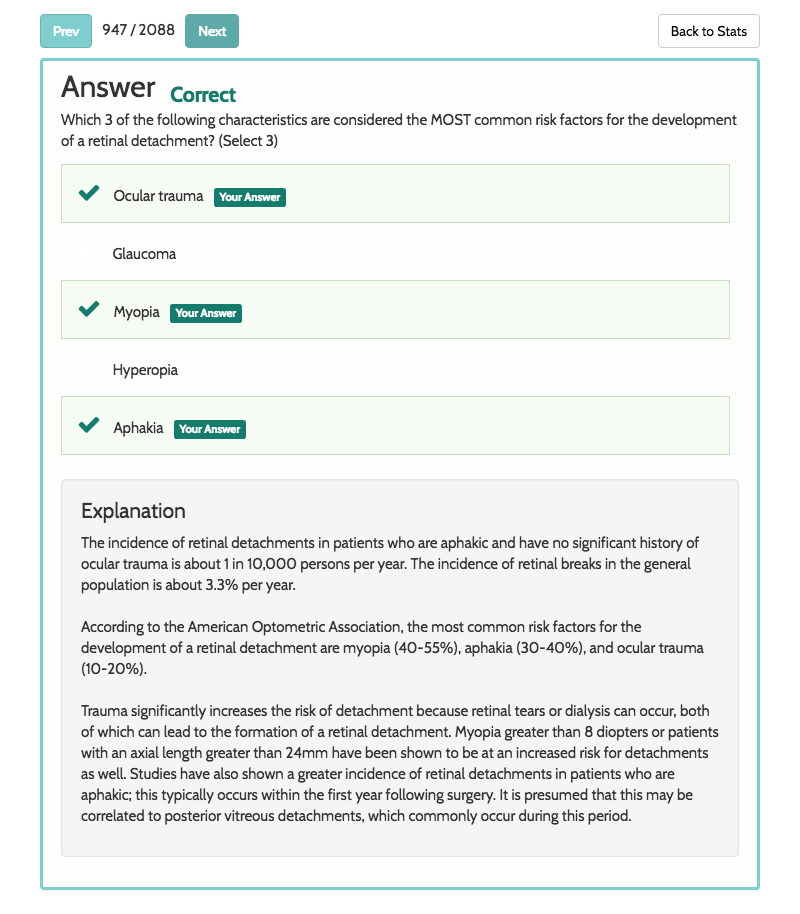 Prev 947 / 2088 Next Back to Stats
Answer Correct
Which 3 of the following characteristics are considered the MOST common risk factors for the development
of a retinal detachment? (Select 3)
Ocular trauma Your Answer
Glaucoma
Myopia Your Answer
Hyperopia
Aphakia Your Answer
Explanation
The incidence of retinal detachments in patients who are aphakic and have no significant history of
ocular trauma is about 1 in 10,000 persons per year. The incidence of retinal breaks in the general
population is about 3.3% per year.
According to the American Optometric Association, the most common risk factors for the
development of a retinal detachment are myopia (40-55%), aphakia (30-40%), and ocular trauma
(10-20%).
Trauma significantly increases the risk of detachment because retinal tears or dialysis can occur, both
of which can lead to the formation of a retinal detachment. Myopia greater than 8 diopters or patients
with an axial length greater than 24mm have been shown to be at an increased risk for detachments
as well. Studies have also shown a greater incidence of retinal detachments in patients who are
aphakic; this typically occurs within the first year following surgery. It is presumed that this may be
correlated to posterior vitreous detachments, which commonly occur during this period.